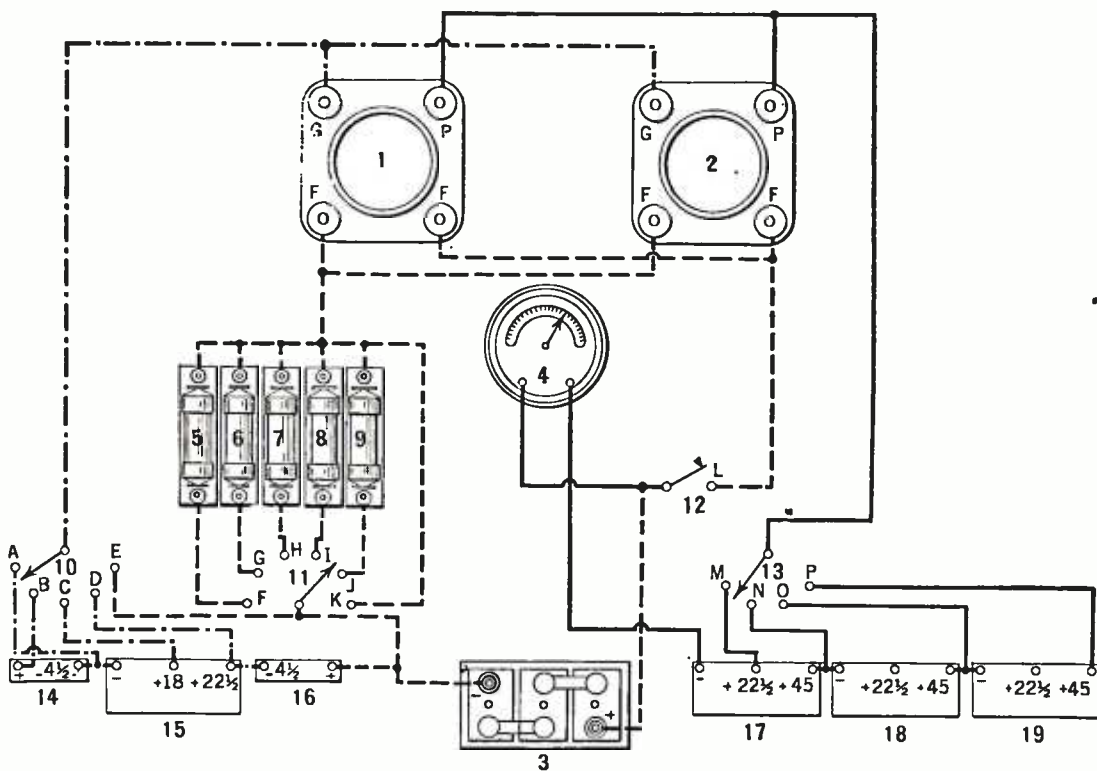 G P
1
F F
G P
2
F F
4
5 6 7 8 9
L
12
A B C D E
10
F G H I J K
11
M N O P
13
+ -4½ -
14
- +18 +22½
15
-4½ +
16
- +
3
- +22½ +45
17
- +22½ +45
18
- +22½ +45
19